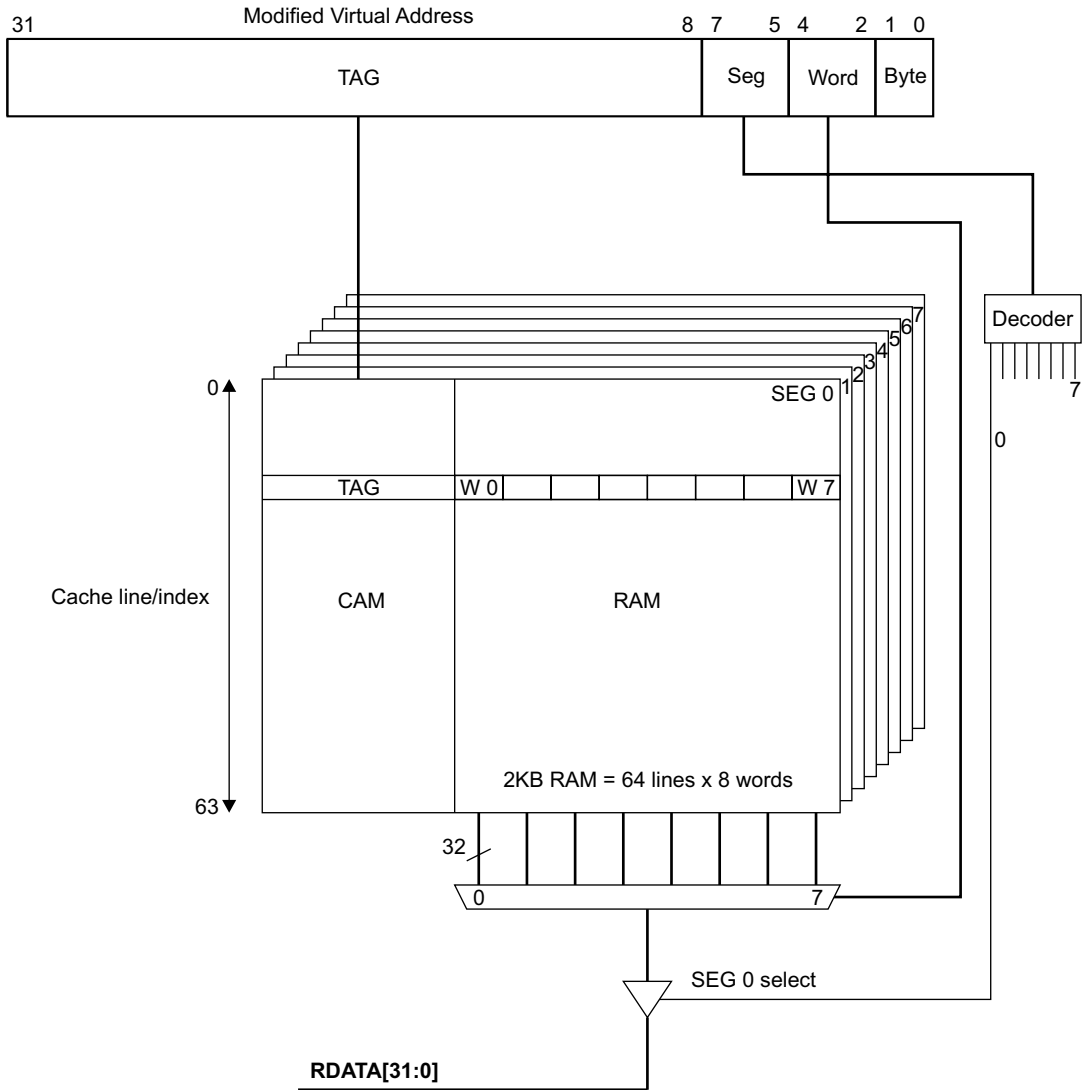 Modified Virtual Address
31 8 7 5 4 2 1 0
TAG Seg Word Byte
Decoder
7
0
0
SEG 0 1 2 3 4 5 6 7
TAG W 0 W 7
Cache line/index
CAM RAM
2KB RAM = 64 lines x 8 words
63
32
0 7
SEG 0 select
RDATA[31:0]